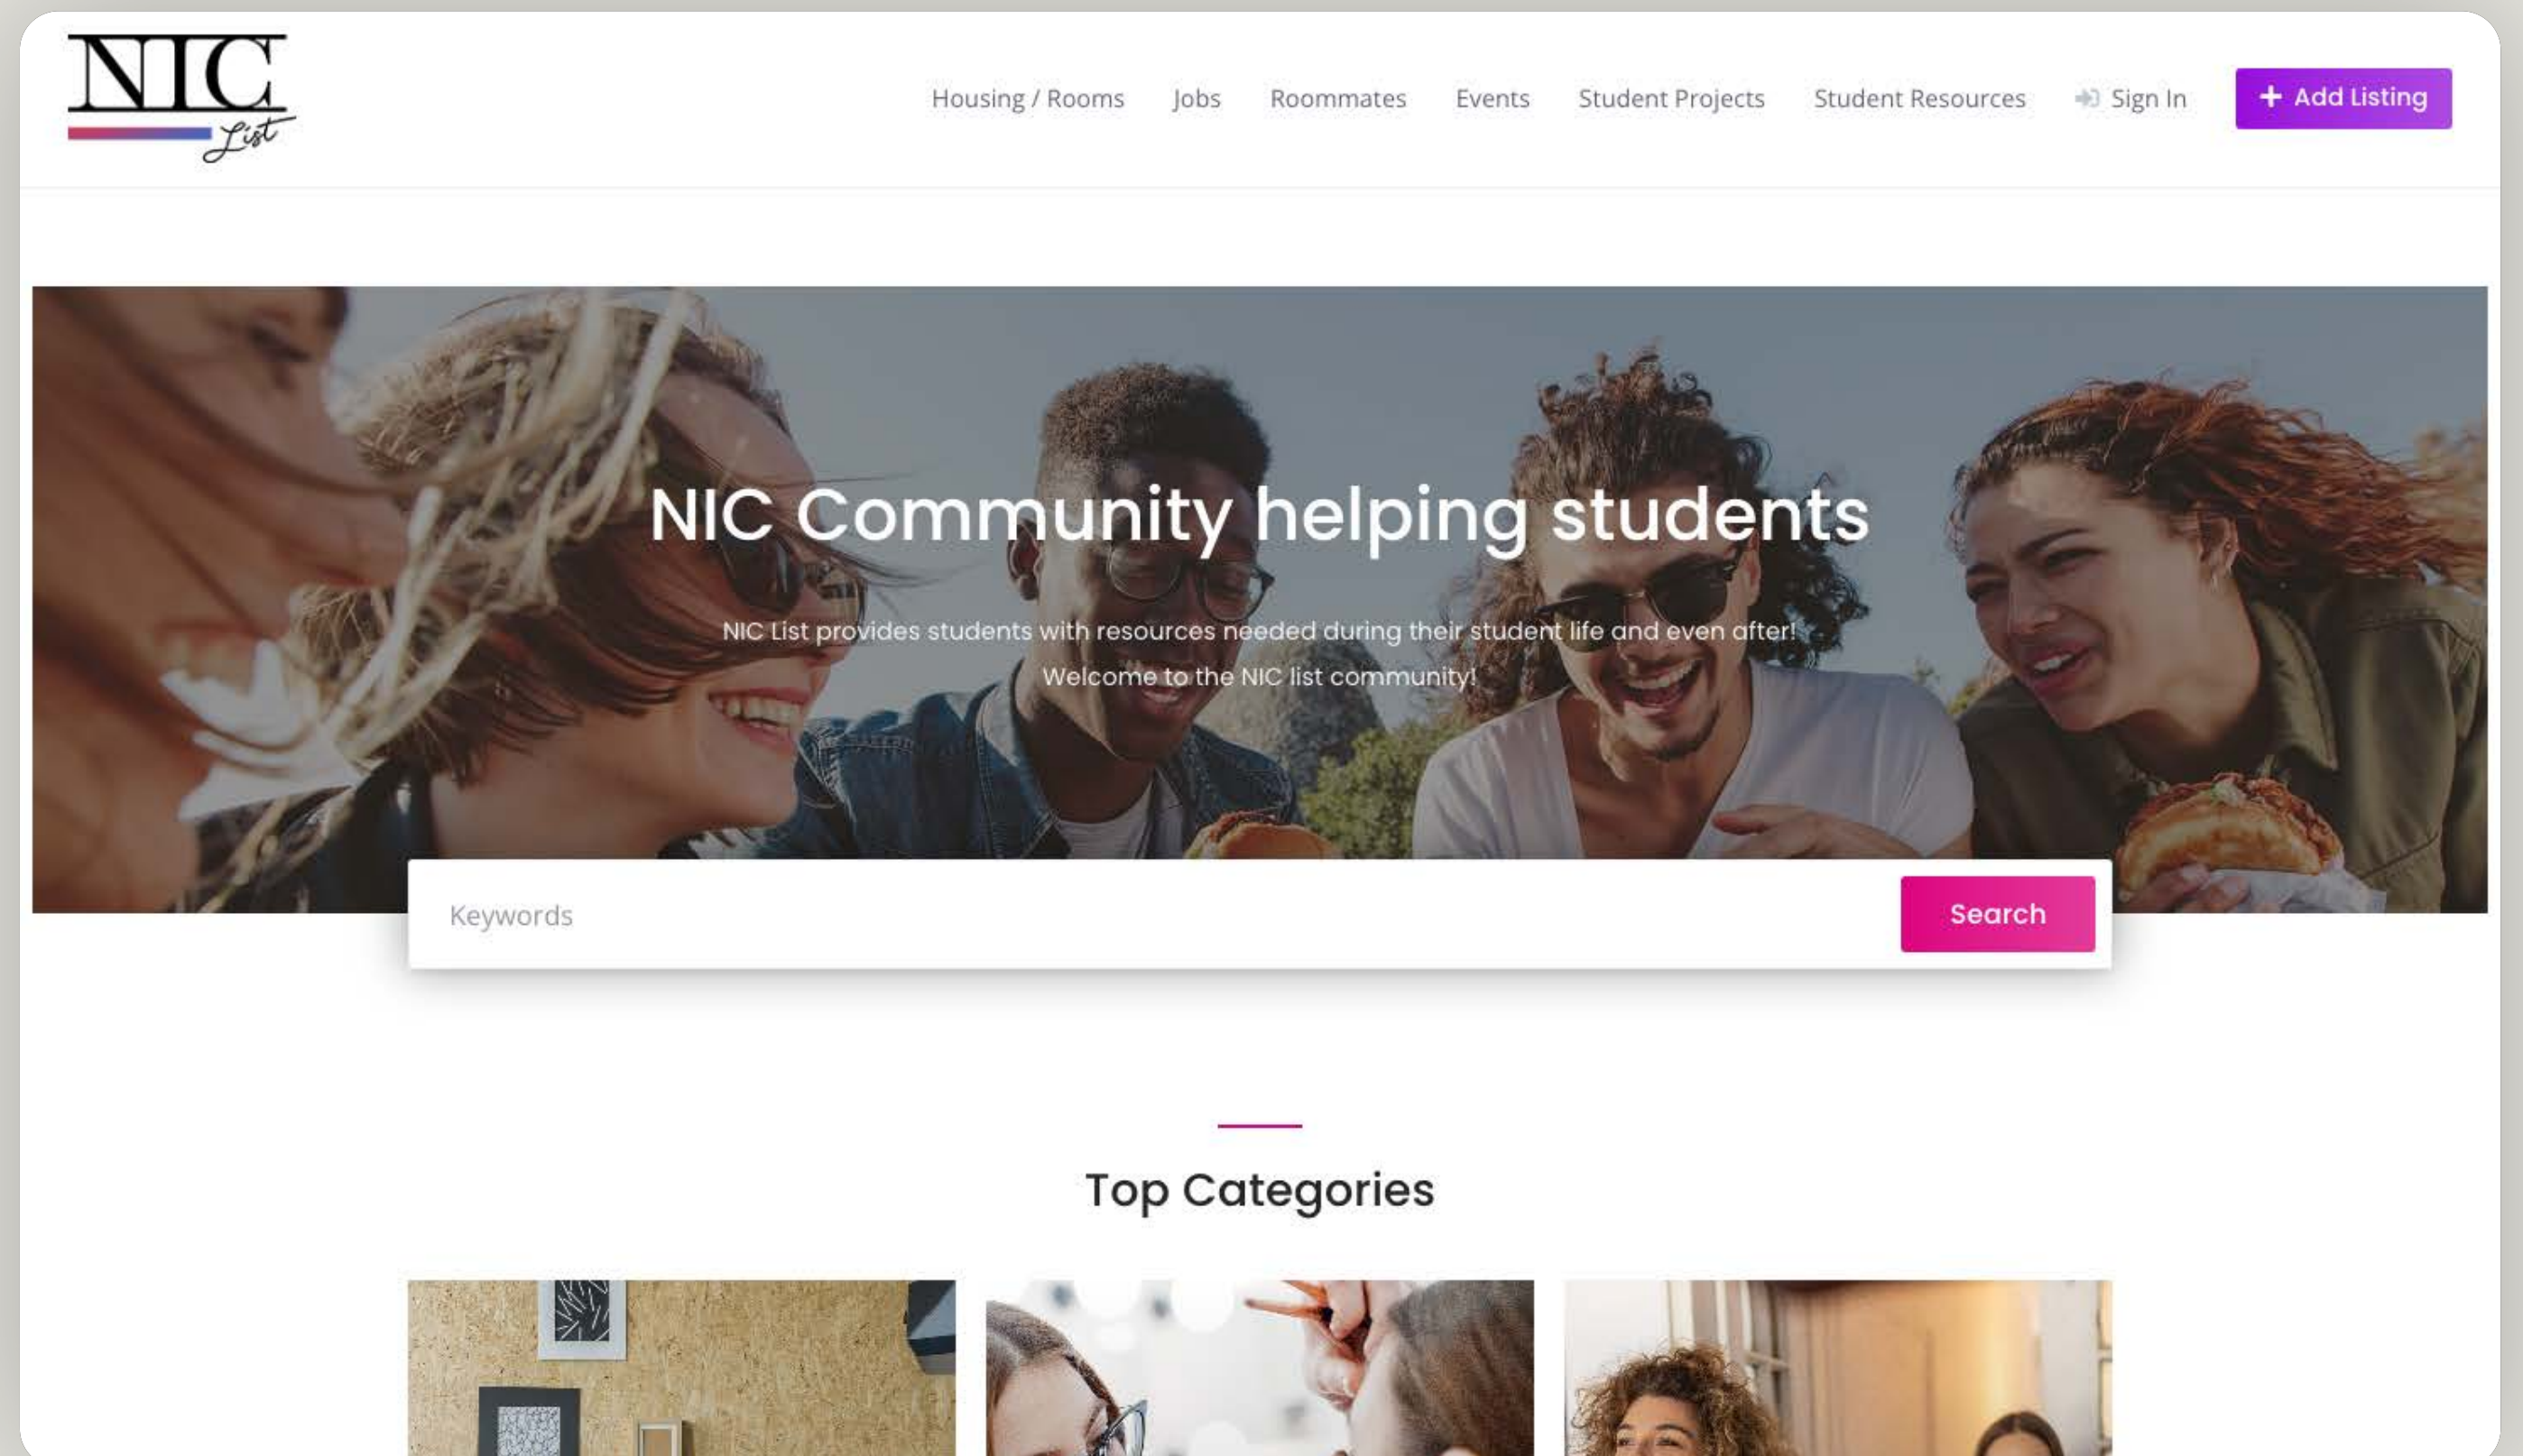 NIC
List
Housing / Rooms
Jobs
Roommates
Events
Student Projects
Student Resources
Sign In
+ Add Listing
NIC Community helping students
NIC List provides students with resources needed during their student life and even after!
Welcome to the NIC list community!
Keywords
Search
Top Categories